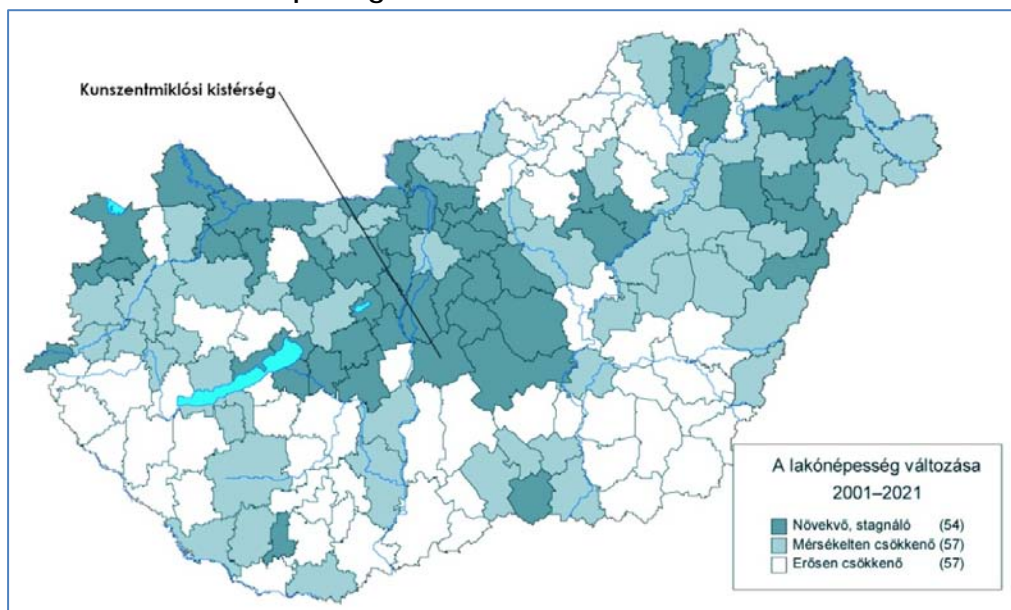 Kunszentmiklósi kistérség
A lakónépesség változása
2001–2021
Növekvő, stagnáló (54)
Mérsékelten csökkenő (57)
Erősen csökkenő (57)